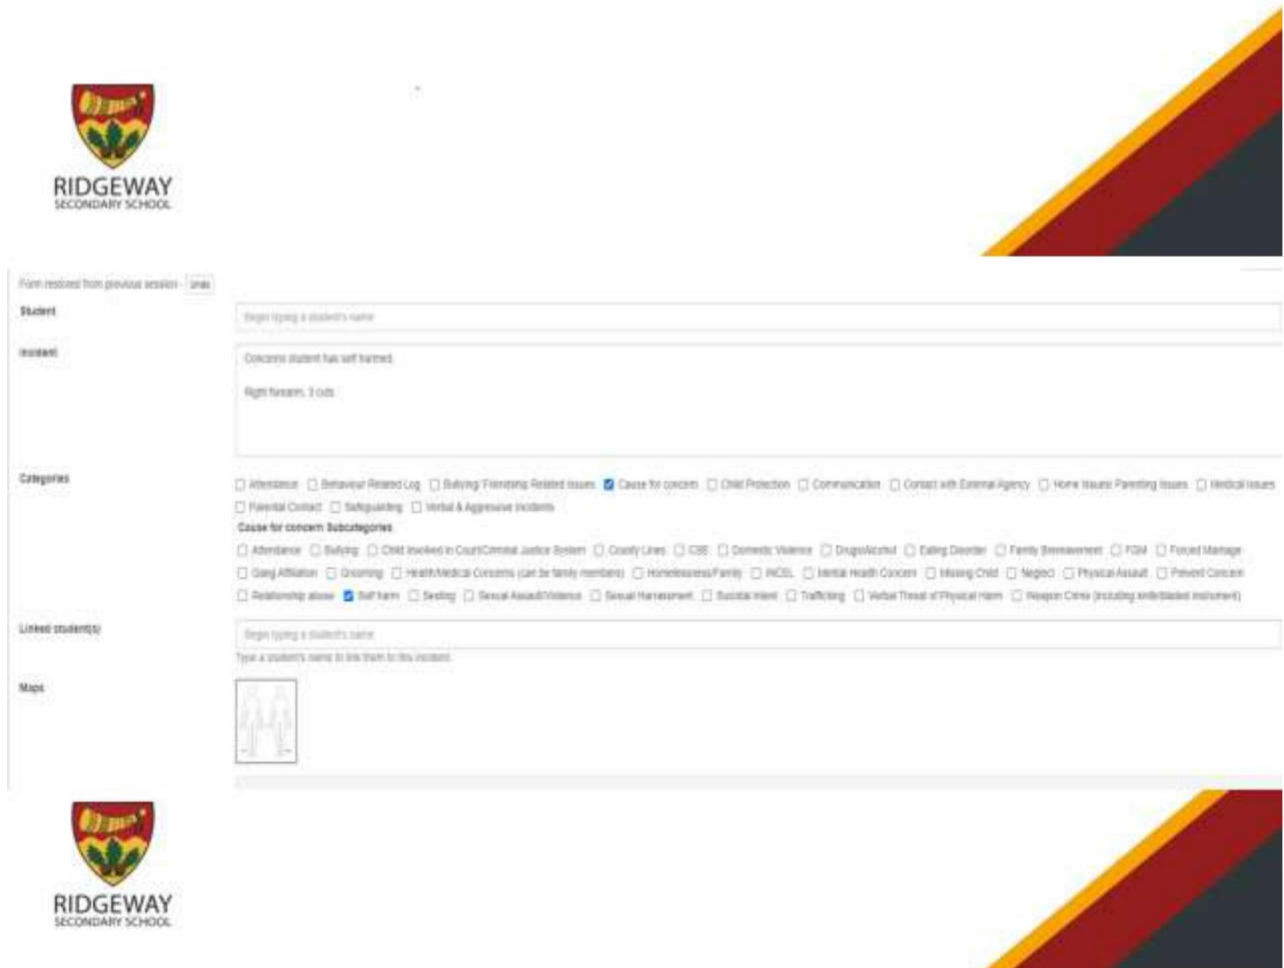 RIDGEWAY
SECONDARY SCHOOL
Form restored from previous session - Undo
Student
Begin typing a student's name
Incident
Concerns student has self harmed.
Right forearm, 3 cuts
Categories
Attendance Behaviour Related Log Bullying/ Friendship Related Issues Cause for concern Child Protection Communication Contact with External Agency Home Issues/ Parenting Issues Medical Issues
Parental Contact Safeguarding Verbal & Aggressive Incidents
Cause for concern Subcategories
Attendance Bullying Child Involved in Court/Criminal Justice System County Lines CSE Domestic Violence Drugs/Alcohol Eating Disorder Family Bereavement FGM Forced Marriage
Gang Affiliation Grooming Health/Medical Concerns (can be family members) Homelessness/Family INCEL Mental Health Concern Missing Child Neglect Physical Assault Prevent Concern
Relationship abuse Self harm Sexting Sexual Assault/Violence Sexual Harrassment Suicidal Intent Trafficking Verbal Threat of Physical Harm Weapon Crime (including knife/bladed instrument)
Linked student(s)
Begin typing a student's name
Type a student's name to link them to this incident.
Maps
RIDGEWAY
SECONDARY SCHOOL